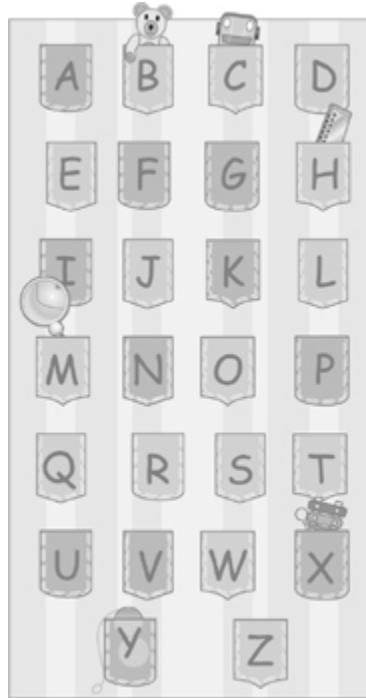 A B C D
E F G H
I J K L
M N O P
Q R S T
U V W X
Y Z